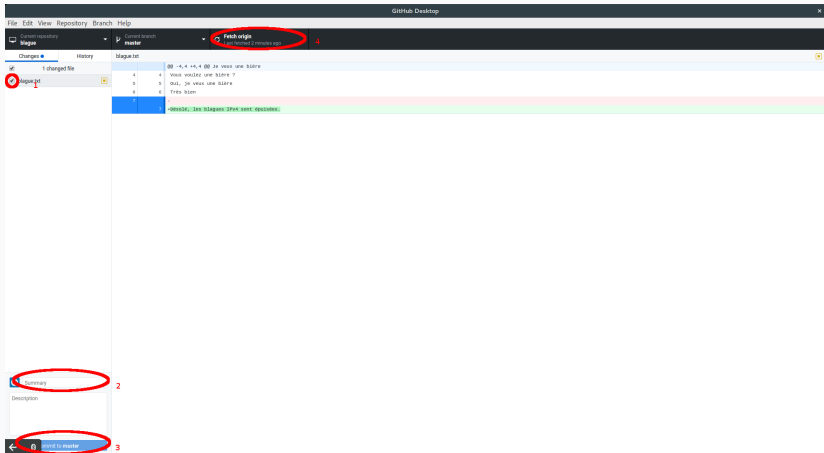 GitHub Desktop ×
File Edit View Repository Branch Help
Current repository
blague
Current branch
master
Fetch origin
Last fetched 2 minutes ago
4
Changes
History
blague.txt
1 changed file
@@ -4,4 +4,4 @@ Je veux une bière
blague.txt
1
4 4 Vous voulez une bière ?
5 5 Oui, je veux une bière
6 6 Très bien
7 -
7 +Désolé, les blagues IPv4 sont épuisées.
Summary
2
Description
commit to master
3